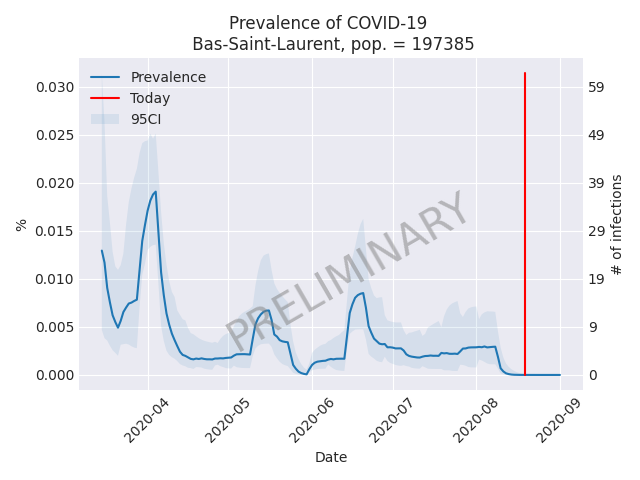 Prevalence of COVID-19
Bas-Saint-Laurent, pop. = 197385
Prevalence
Today
95CI
0.030
0.025
0.020
0.015
0.010
0.005
0.000
%
59
49
39
29
19
9
0
# of infections
PRELIMINARY
2020-04
2020-05
2020-06
2020-07
2020-08
2020-09
Date